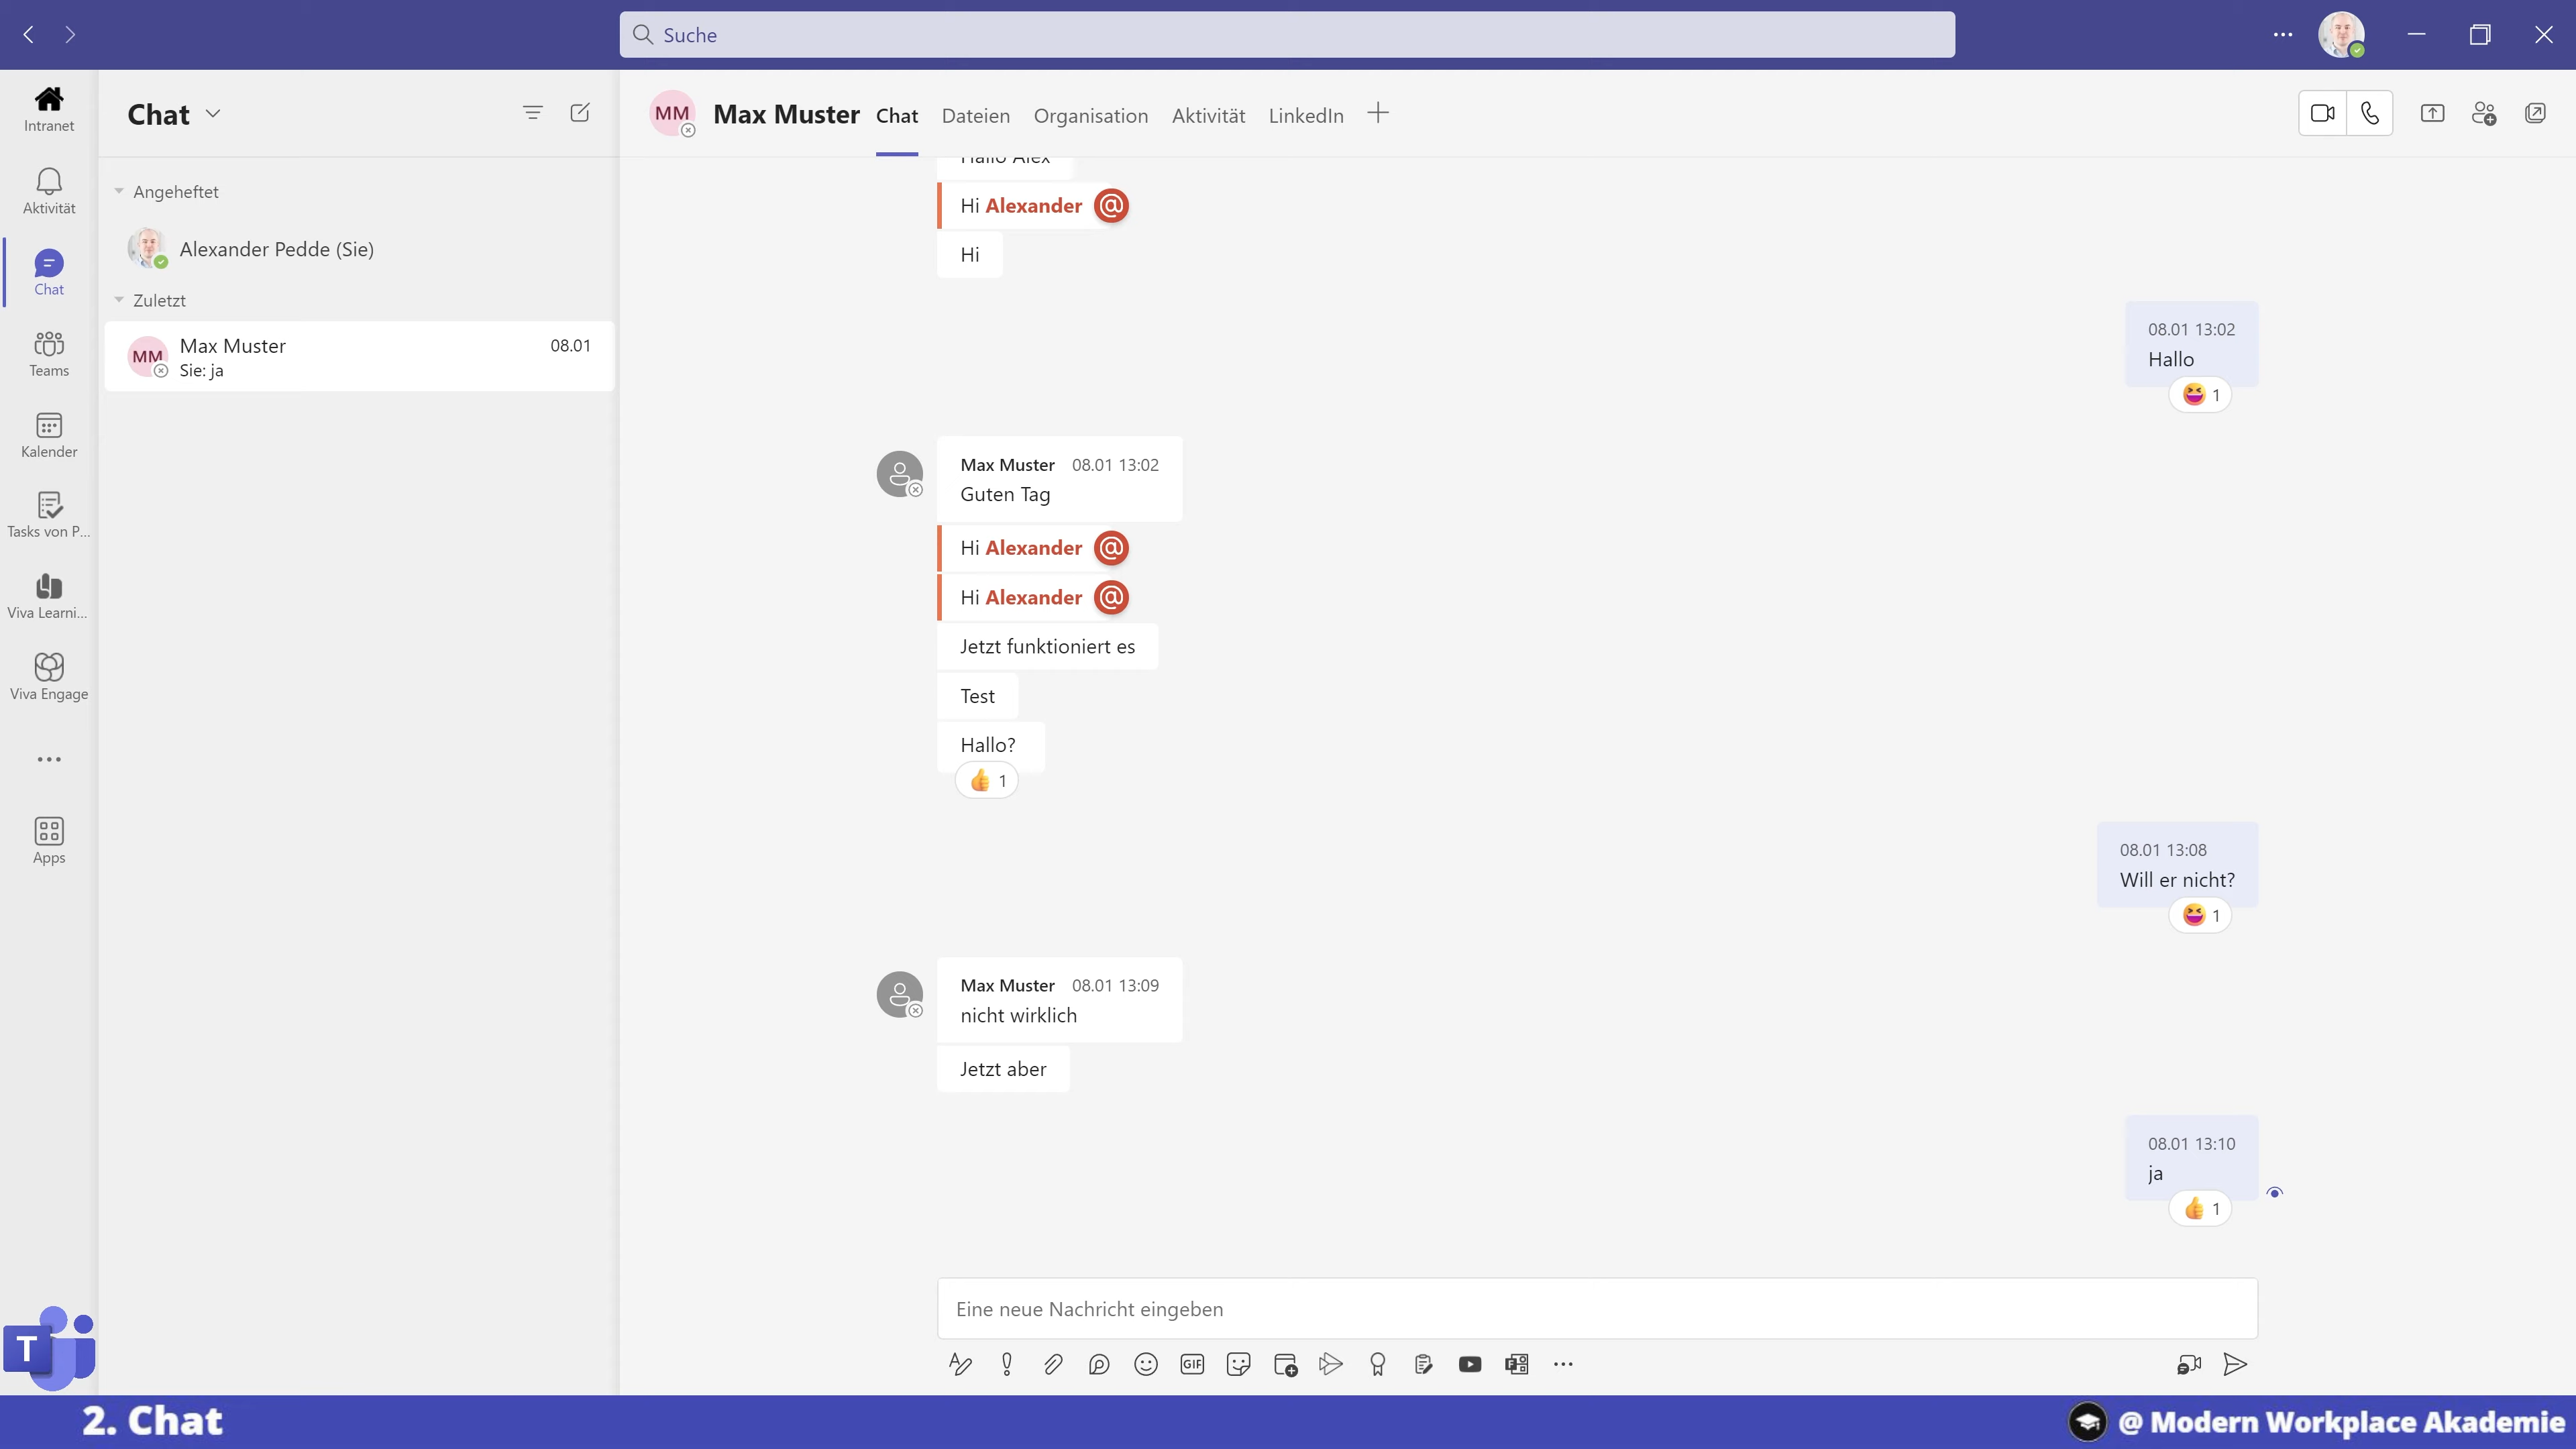 Suche
Intranet
Aktivität
Chat
Teams
Kalender
Tasks von P...
Viva Learni...
Viva Engage
Apps
Chat
Angeheftet
Alexander Pedde (Sie)
Zuletzt
MM Max Muster 08.01
Sie: ja
MM Max Muster Chat Dateien Organisation Aktivität LinkedIn
Hallo Alex
Hi Alexander @
Hi
08.01 13:02
Hallo
1
Max Muster 08.01 13:02
Guten Tag
Hi Alexander @
Hi Alexander @
Jetzt funktioniert es
Test
Hallo?
1
08.01 13:08
Will er nicht?
1
Max Muster 08.01 13:09
nicht wirklich
Jetzt aber
08.01 13:10
ja
1
Eine neue Nachricht eingeben
GIF
T
2. Chat
@ Modern Workplace Akademie